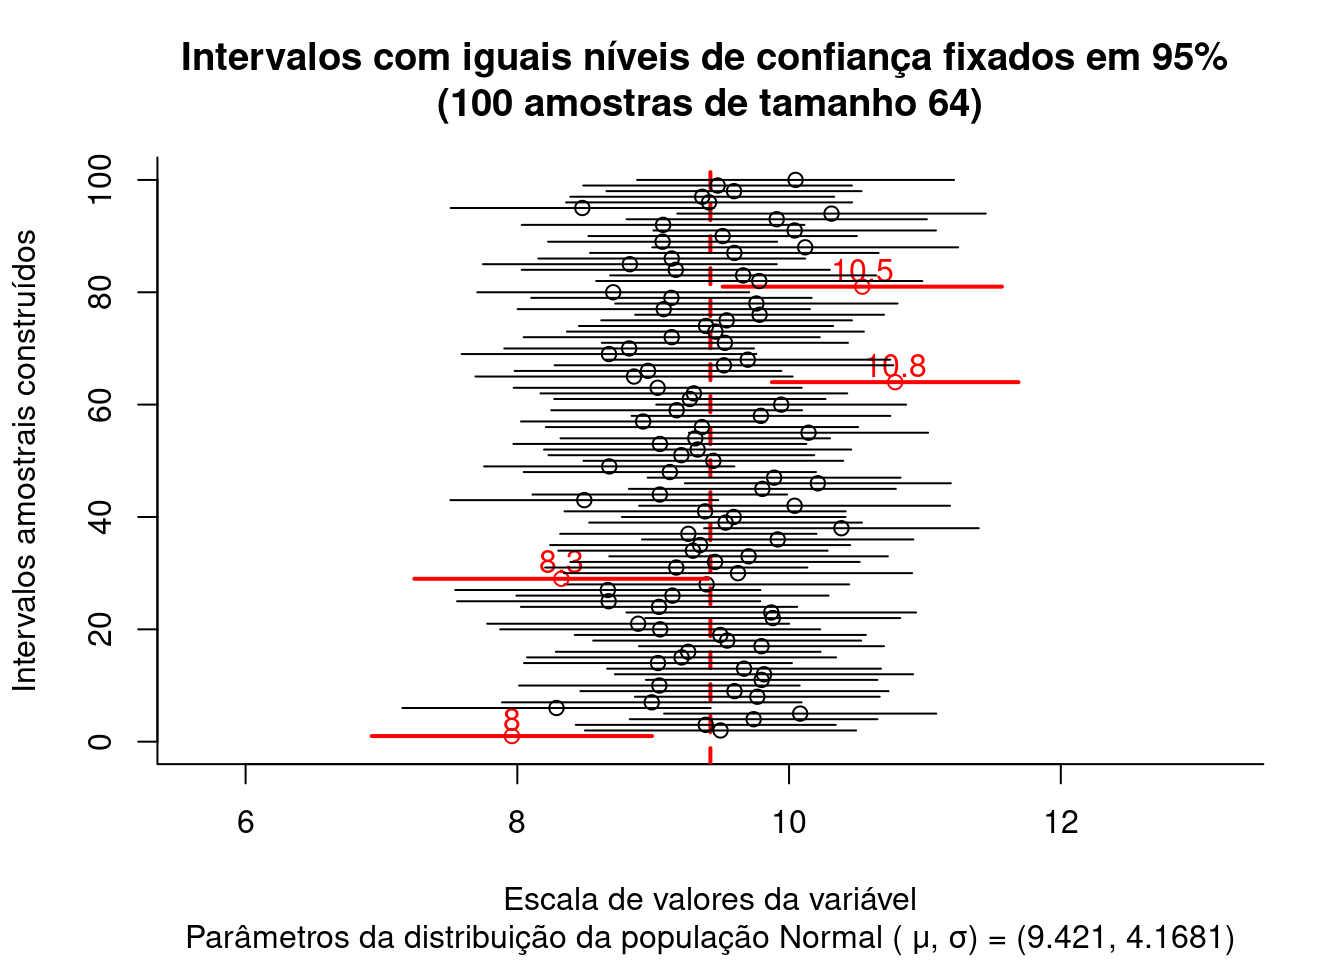 Intervalos com iguais níveis de confiança fixados em 95%
(100 amostras de tamanho 64)
Intervalos amostrais construídos
100
80
60
40
20
0
10.5
10.8
8.3
8
6
8
10
12
Escala de valores da variável
Parâmetros da distribuição da população Normal ( μ, σ) = (9.421, 4.1681)